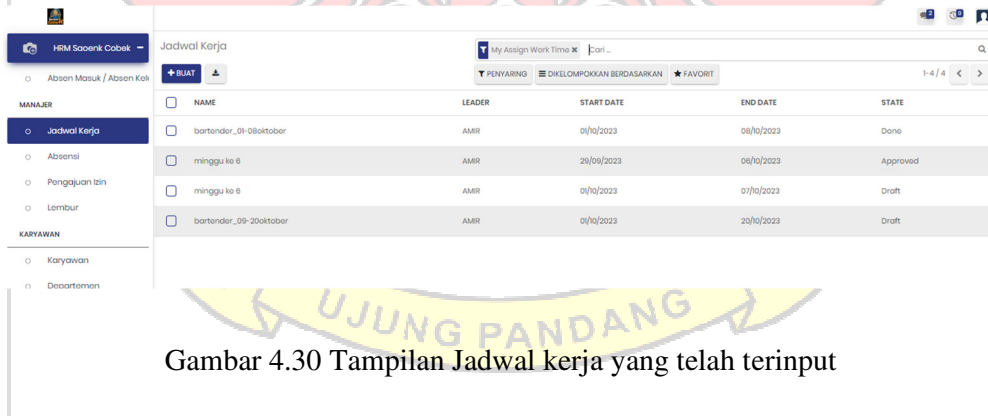 2 0
HRM Saoenk Cobek
Absen Masuk / Absen Kelu
MANAJER
Jadwal Kerja
Absensi
Pengajuan Izin
Lembur
KARYAWAN
Karyawan
Departemen
Jadwal Kerja
My Assign Work Time ✖ Cari ...
+ BUAT
PENYARING DIKELOMPOKKAN BERDASARKAN FAVORIT 1-4 / 4
NAME LEADER START DATE END DATE STATE
bartender_01-08oktober AMIR 01/10/2023 08/10/2023 Done
minggu ke 6 AMIR 29/09/2023 06/10/2023 Approved
minggu ke 6 AMIR 01/10/2023 07/10/2023 Draft
bartender_09-20oktober AMIR 01/10/2023 20/10/2023 Draft
UJUNG PANDANG
Gambar 4.30 Tampilan Jadwal kerja yang telah terinput